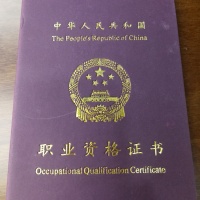 中华人民共和国
The People's Republic of China
职业资格证书
Occupational Qualification Certificate